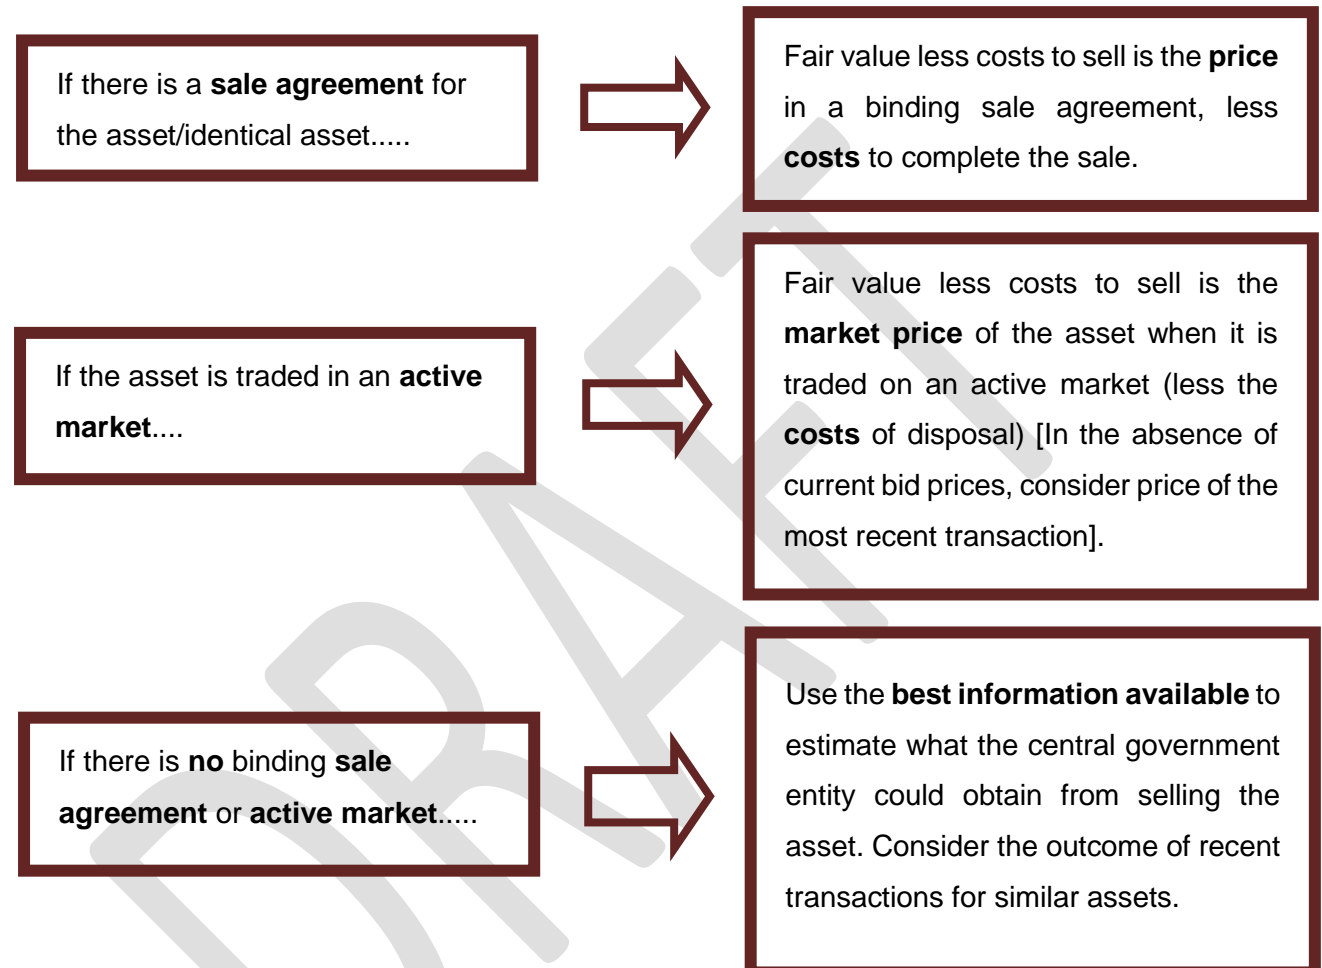 If there is a sale agreement for
the asset/identical asset.....
Fair value less costs to sell is the price
in a binding sale agreement, less
costs to complete the sale.
If the asset is traded in an active
market....
Fair value less costs to sell is the
market price of the asset when it is
traded on an active market (less the
costs of disposal) [In the absence of
current bid prices, consider price of the
most recent transaction].
If there is no binding sale
agreement or active market.....
Use the best information available to
estimate what the central government
entity could obtain from selling the
asset. Consider the outcome of recent
transactions for similar assets.
DRAFT